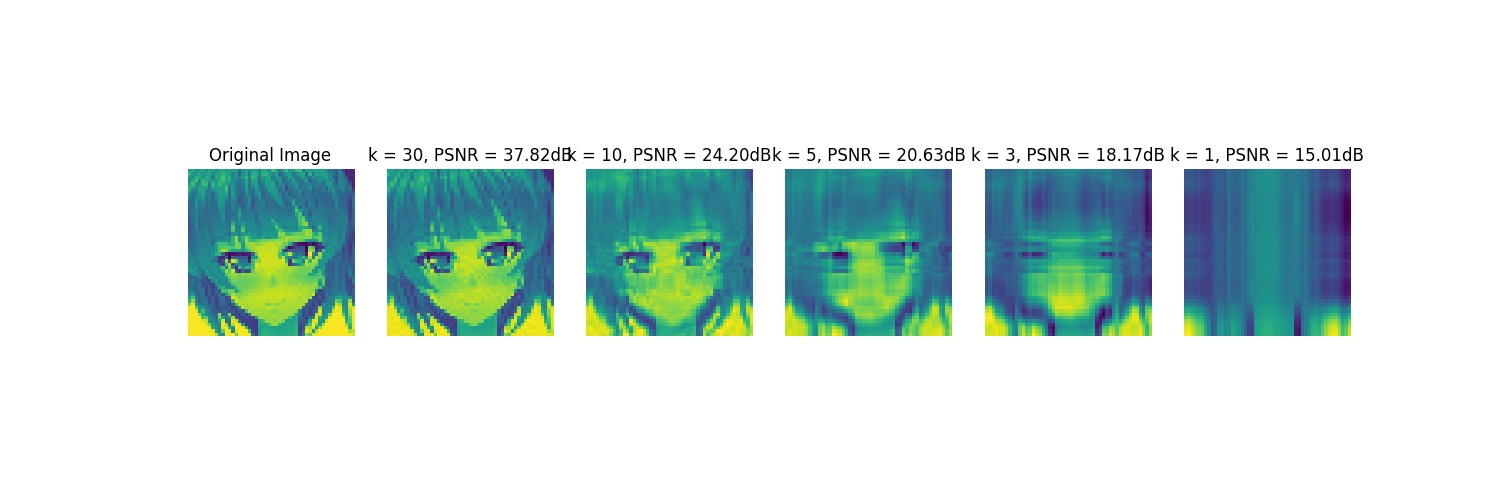 Original Image
k = 30, PSNR = 37.82dB
k = 10, PSNR = 24.20dB
k = 5, PSNR = 20.63dB
k = 3, PSNR = 18.17dB
k = 1, PSNR = 15.01dB